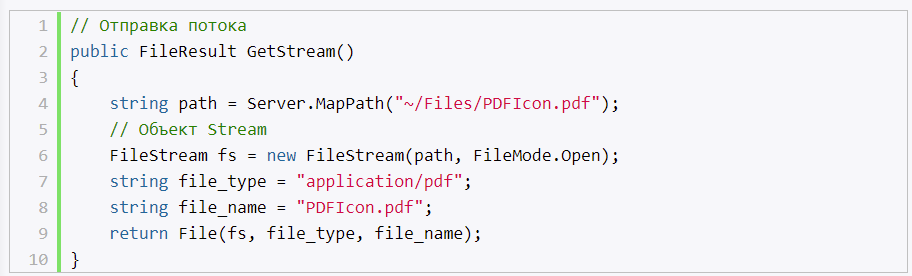 1 // Отправка потока
2 public FileResult GetStream()
3 {
4     string path = Server.MapPath("~/Files/PDFIcon.pdf");
5     // Объект Stream
6     FileStream fs = new FileStream(path, FileMode.Open);
7     string file_type = "application/pdf";
8     string file_name = "PDFIcon.pdf";
9     return File(fs, file_type, file_name);
10 }